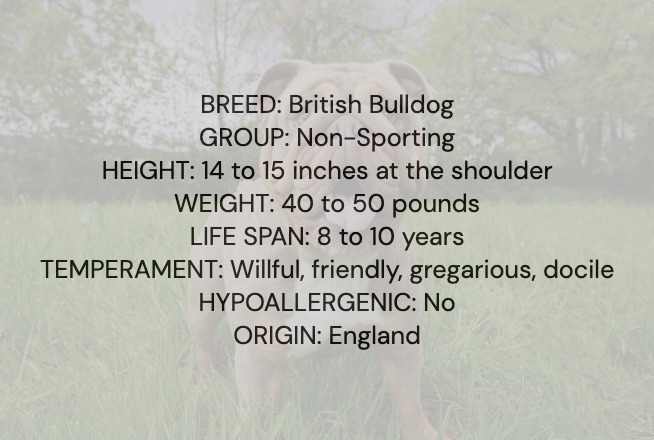 BREED: British Bulldog
GROUP: Non-Sporting
HEIGHT: 14 to 15 inches at the shoulder
WEIGHT: 40 to 50 pounds
LIFE SPAN: 8 to 10 years
TEMPERAMENT: Willful, friendly, gregarious, docile
HYPOALLERGENIC: No
ORIGIN: England